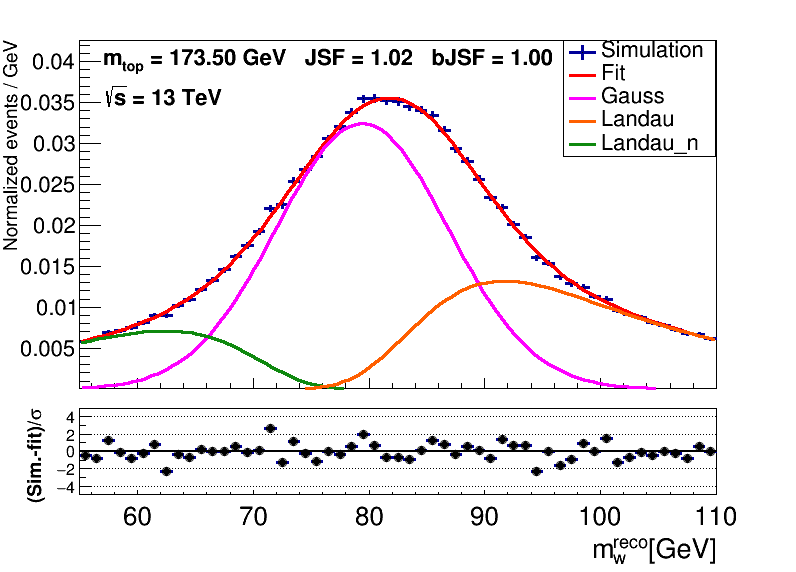 m_top = 173.50 GeV JSF = 1.02 bJSF = 1.00
√s = 13 TeV
Simulation
Fit
Gauss
Landau
Landau_n
Normalized events / GeV
0.04
0.035
0.03
0.025
0.02
0.015
0.01
0.005
(Sim.-fit)/σ
4
2
0
−2
−4
60 70 80 90 100 110
m_w^reco[GeV]